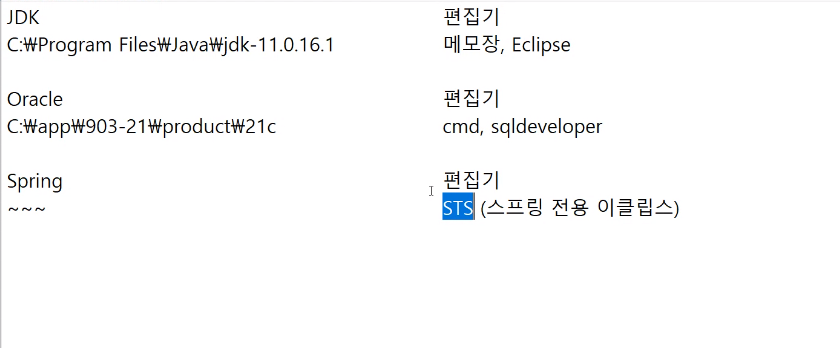 JDK 편집기
C:₩Program Files₩Java₩jdk-11.0.16.1 메모장, Eclipse
Oracle 편집기
C:₩app₩903-21₩product₩21c cmd, sqldeveloper
Spring 편집기
~~~ STS (스프링 전용 이클립스)